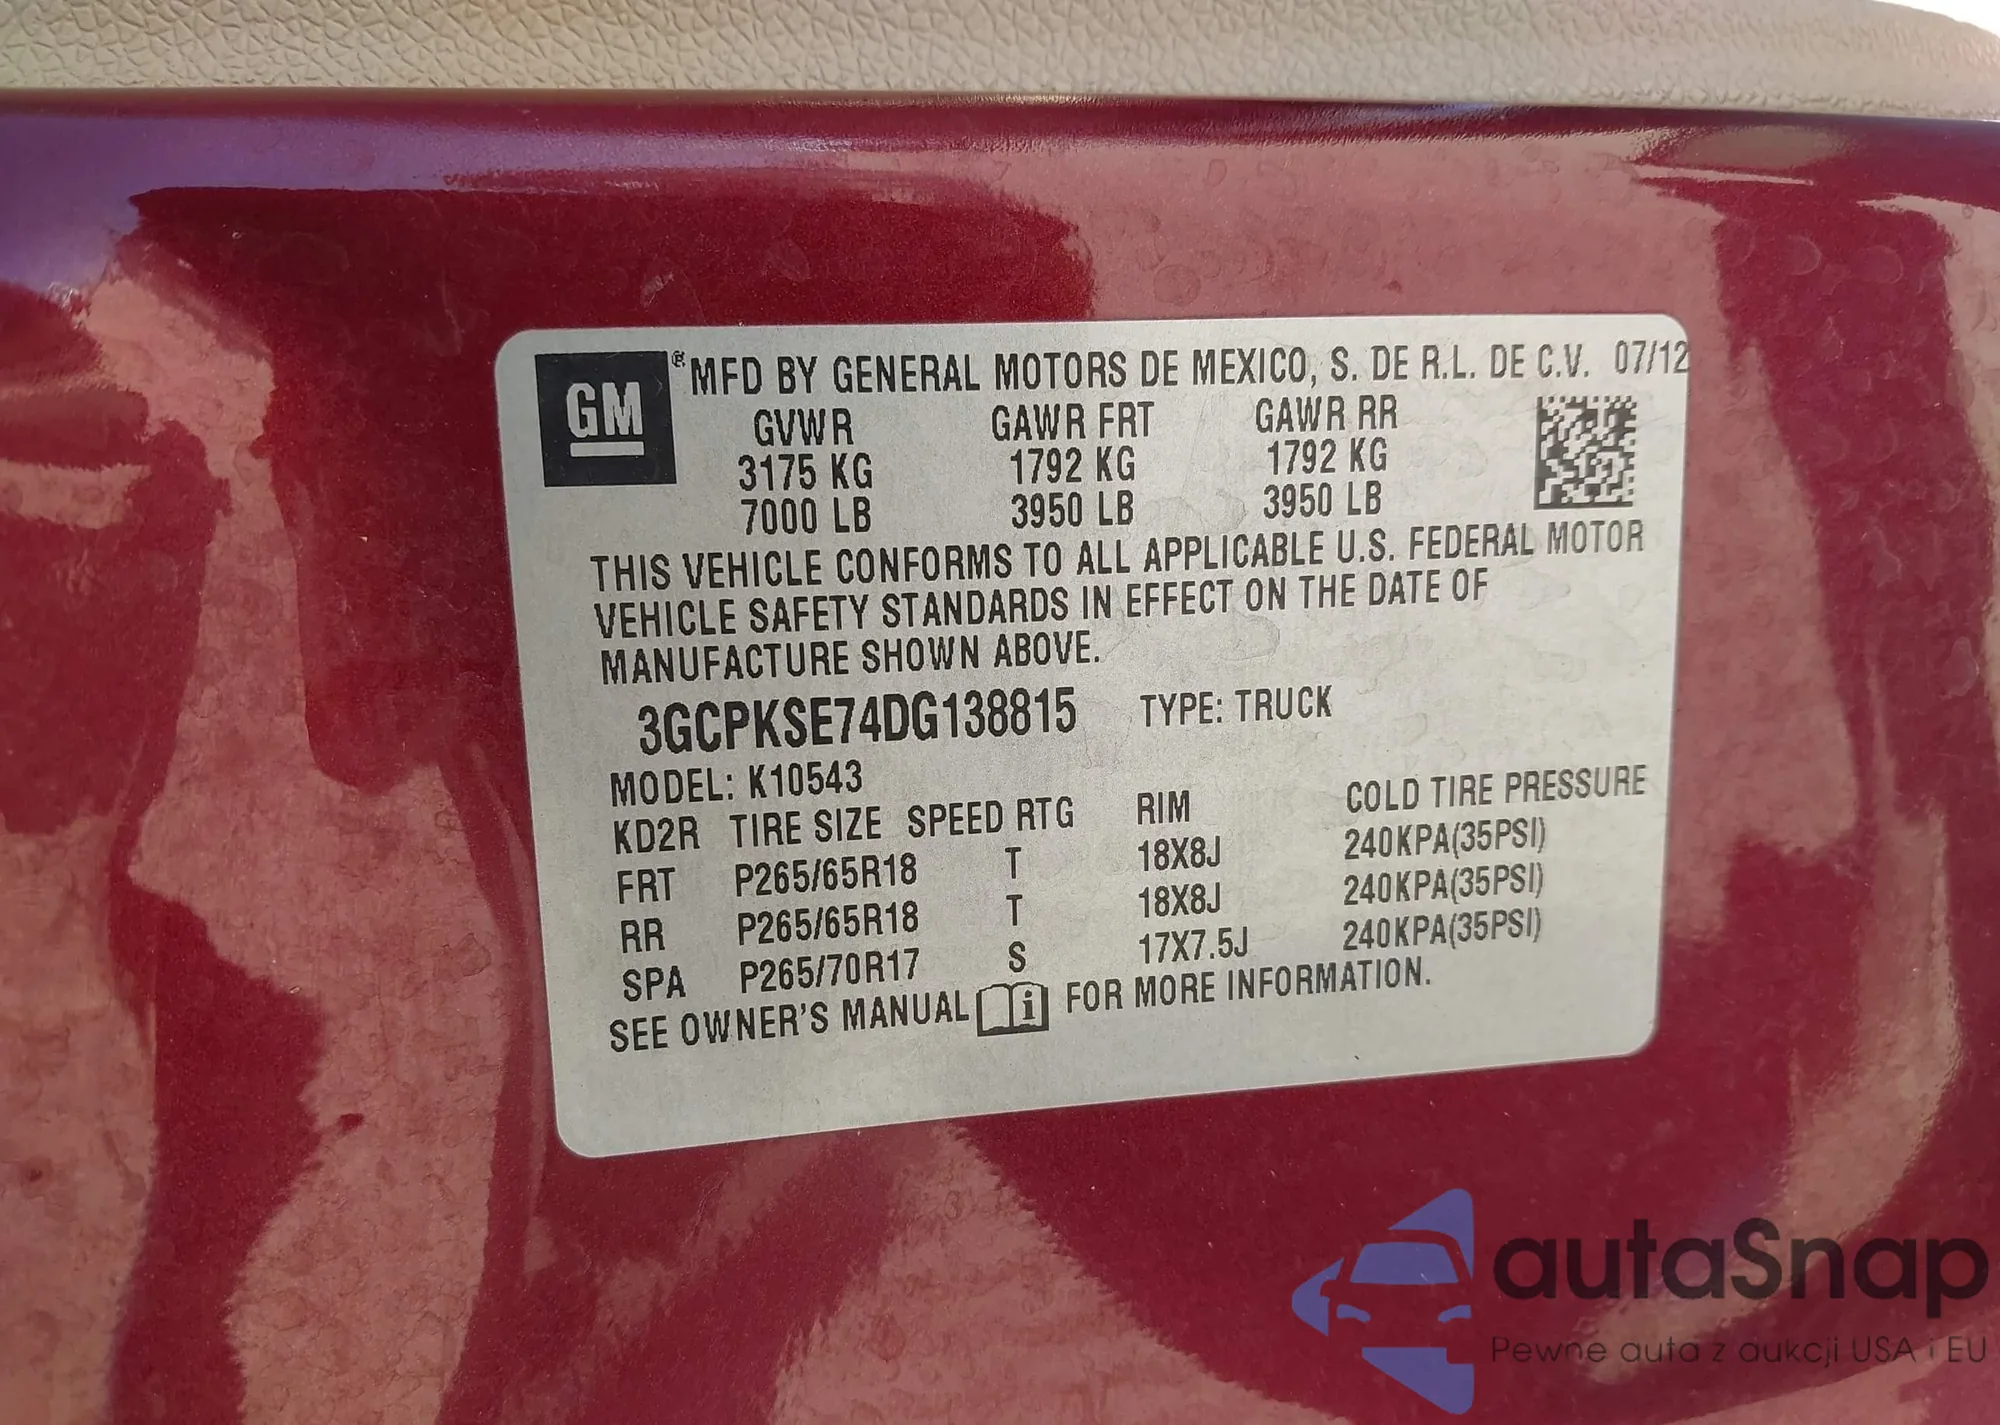 GM ® MFD BY GENERAL MOTORS DE MEXICO, S. DE R.L. DE C.V. 07/12
GVWR GAWR FRT GAWR RR
3175 KG 1792 KG 1792 KG
7000 LB 3950 LB 3950 LB
THIS VEHICLE CONFORMS TO ALL APPLICABLE U.S. FEDERAL MOTOR
VEHICLE SAFETY STANDARDS IN EFFECT ON THE DATE OF
MANUFACTURE SHOWN ABOVE.
3GCPKSE74DG138815 TYPE: TRUCK
MODEL: K10543
KD2R TIRE SIZE SPEED RTG RIM COLD TIRE PRESSURE
FRT P265/65R18 T 18X8J 240KPA(35PSI)
RR P265/65R18 T 18X8J 240KPA(35PSI)
SPA P265/70R17 S 17X7.5J 240KPA(35PSI)
SEE OWNER'S MANUAL i FOR MORE INFORMATION.
autaSnap
Pewne auta z aukcji USA i EU